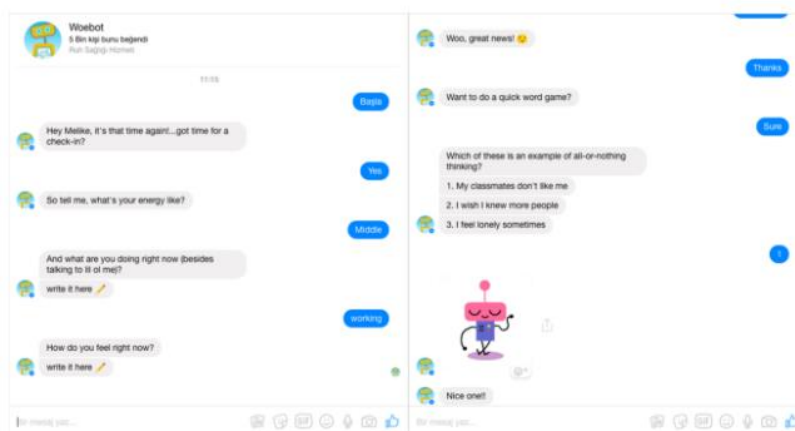 Woebot
5 Bin kişi bunu beğendi
Ruh Sağlığı Hizmeti
11:15
Başla
Hey Melike, it's that time again!...got time for a
check-in?
Yes
So tell me, what's your energy like?
Middle
And what are you doing right now (besides
talking to lil ol me)?
write it here
working
How do you feel right now?
write it here
Bir mesaj yaz...
GIF
Woo, great news!
Thanks
Want to do a quick word game?
Sure
Which of these is an example of all-or-nothing
thinking?
1. My classmates don't like me
2. I wish I knew more people
3. I feel lonely sometimes
1
Nice one!!
Bir mesaj yaz...
GIF